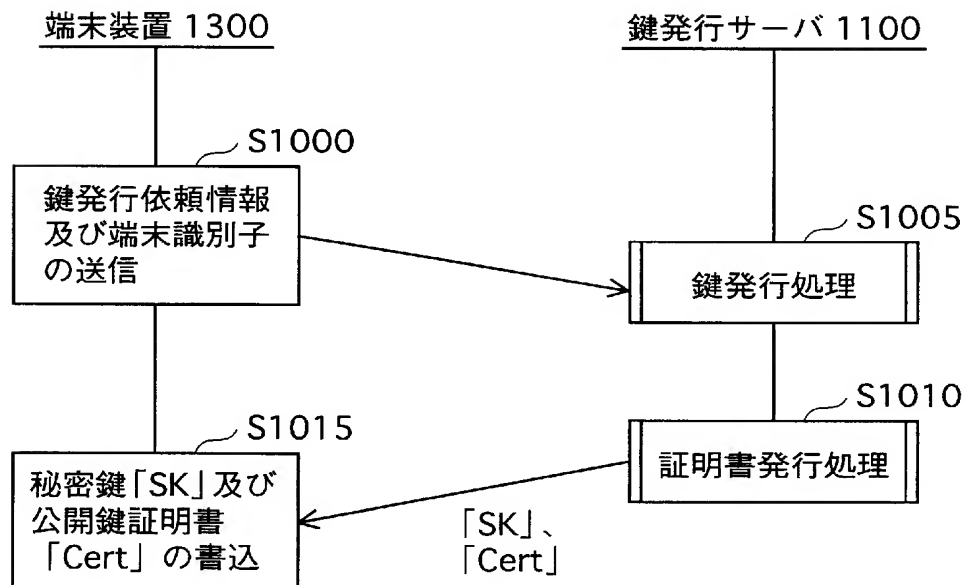 端末装置 1300
鍵発行サーバ 1100
S1000
鍵発行依頼情報
及び端末識別子
の送信
S1005
鍵発行処理
S1010
証明書発行処理
S1015
秘密鍵「SK」及び
公開鍵証明書
「Cert」の書込
「SK」、
「Cert」